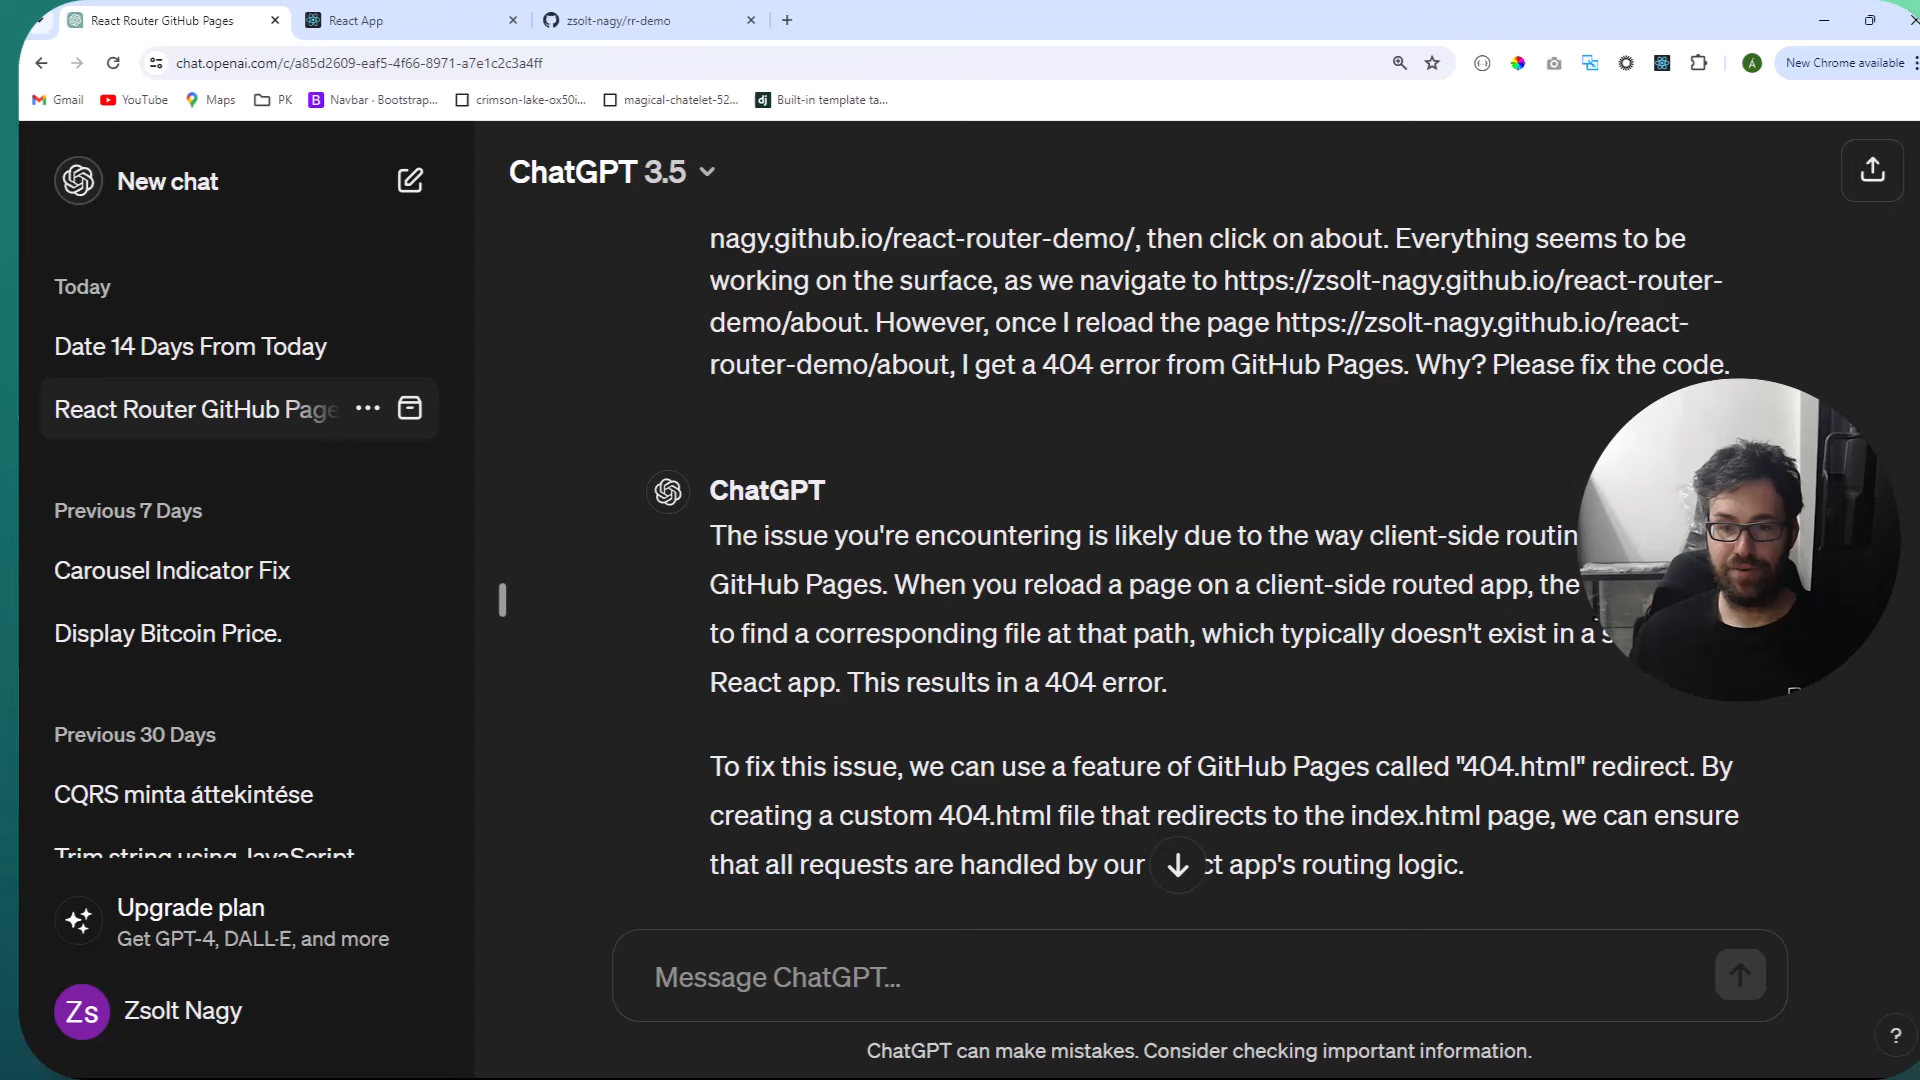 React Router GitHub Pages
React App
zsolt-nagy/rr-demo
chat.openai.com/c/a85d2609-eaf5-4f66-8971-a7e1c2c3a4ff
New Chrome available
Gmail
YouTube
Maps
PK
Navbar · Bootstrap...
crimson-lake-ox50i...
magical-chatelet-52...
dj
Built-in template ta...
New chat
Today
Date 14 Days From Today
React Router GitHub Page
Previous 7 Days
Carousel Indicator Fix
Display Bitcoin Price.
Previous 30 Days
CQRS minta áttekintése
Trim string using JavaScript
Upgrade plan
Get GPT-4, DALL·E, and more
Zs
Zsolt Nagy
ChatGPT 3.5
nagy.github.io/react-router-demo/, then click on about. Everything seems to be
working on the surface, as we navigate to https://zsolt-nagy.github.io/react-router-
demo/about. However, once I reload the page https://zsolt-nagy.github.io/react-
router-demo/about, I get a 404 error from GitHub Pages. Why? Please fix the code.
ChatGPT
The issue you're encountering is likely due to the way client-side routin
GitHub Pages. When you reload a page on a client-side routed app, the
to find a corresponding file at that path, which typically doesn't exist in a s
React app. This results in a 404 error.
To fix this issue, we can use a feature of GitHub Pages called "404.html" redirect. By
creating a custom 404.html file that redirects to the index.html page, we can ensure
that all requests are handled by our ct app's routing logic.
Message ChatGPT...
ChatGPT can make mistakes. Consider checking important information.
?